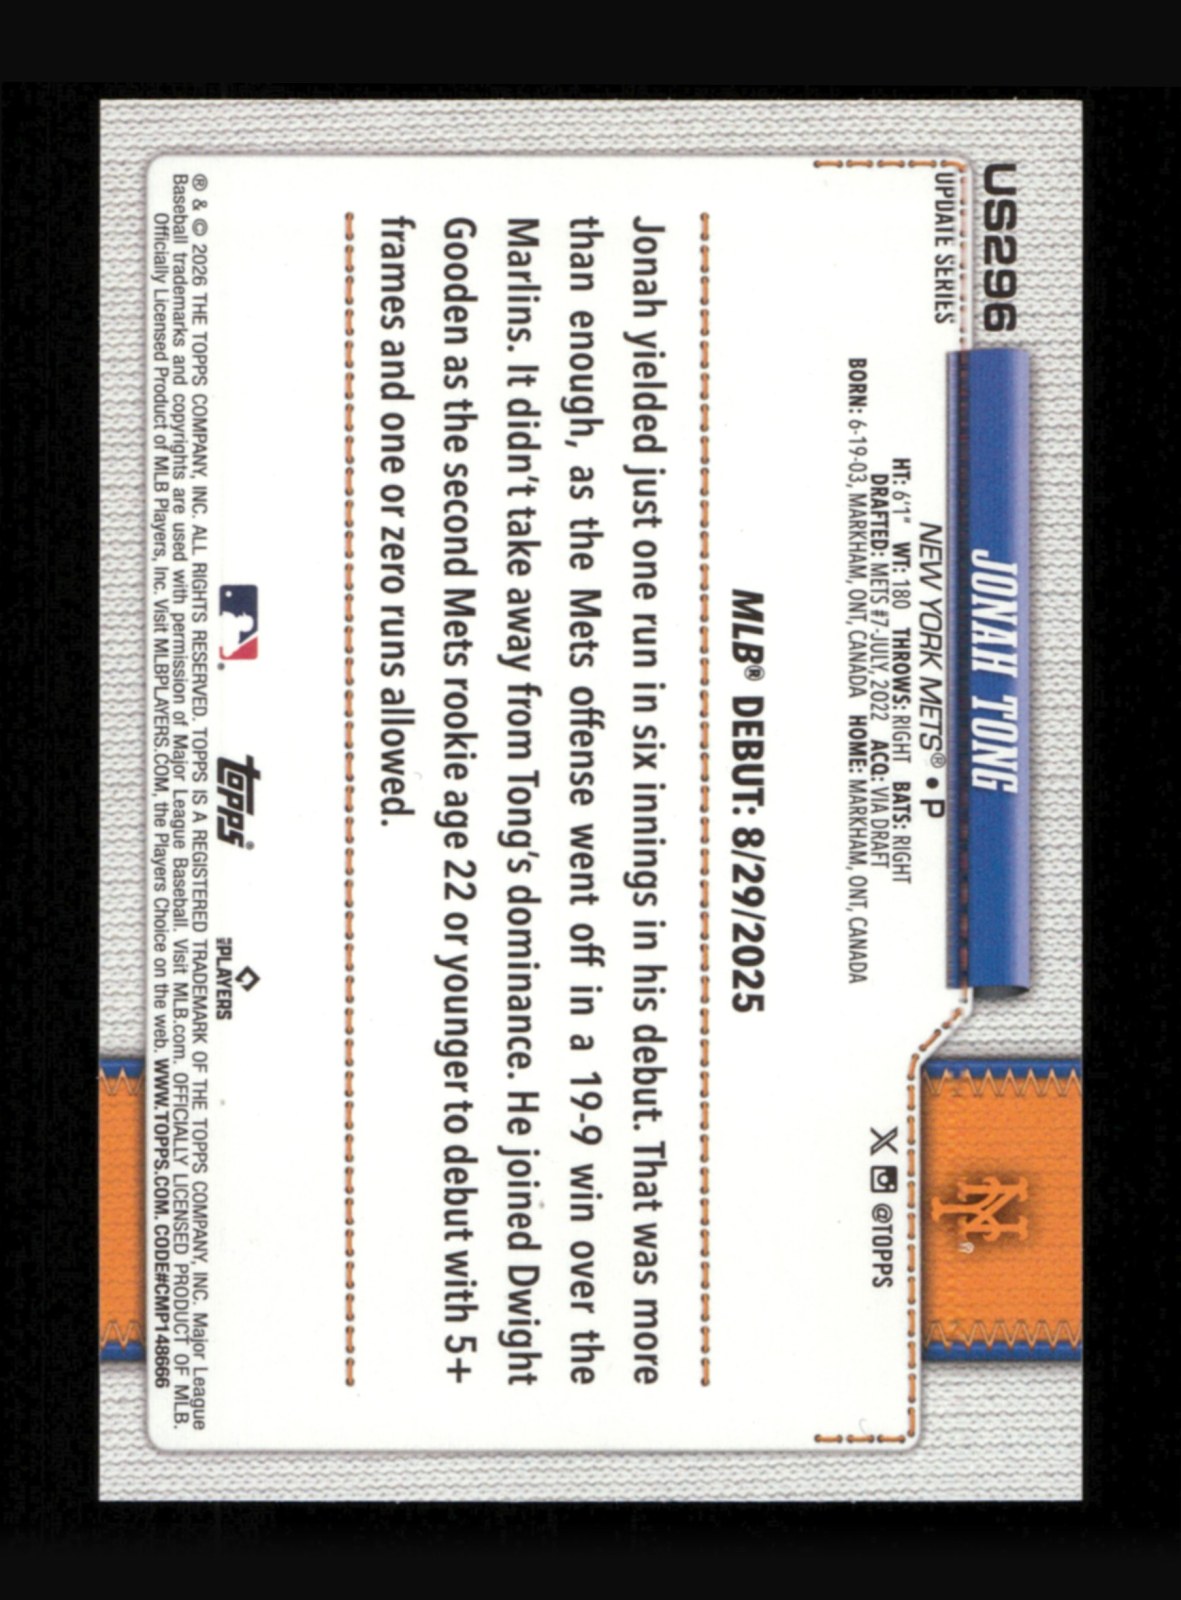 US296
UPDATE SERIES
JONAH TONG
NEW YORK METS® • P
HT: 6'1" WT: 180 THROWS: RIGHT BATS: RIGHT
DRAFTED: METS #7-JULY, 2022 ACQ: VIA DRAFT
BORN: 6-19-03, MARKHAM, ONT, CANADA HOME: MARKHAM, ONT, CANADA
@TOPPS
NY
MLB® DEBUT: 8/29/2025
Jonah yielded just one run in six innings in his debut. That was more
than enough, as the Mets offense went off in a 19-9 win over the
Marlins. It didn't take away from Tong's dominance. He joined Dwight
Gooden as the second Mets rookie age 22 or younger to debut with 5+
frames and one or zero runs allowed.
topps®
PLAYERS
® & © 2026 THE TOPPS COMPANY, INC. ALL RIGHTS RESERVED. TOPPS IS A REGISTERED TRADEMARK OF THE TOPPS COMPANY, INC. Major League
Baseball trademarks and copyrights are used with permission of Major League Baseball. Visit MLB.com. OFFICIALLY LICENSED PRODUCT OF MLB.
Officially Licensed Product of MLB Players, Inc. Visit MLBPLAYERS.COM, the Players Choice on the web. WWW.TOPPS.COM. CODE#CMP148666